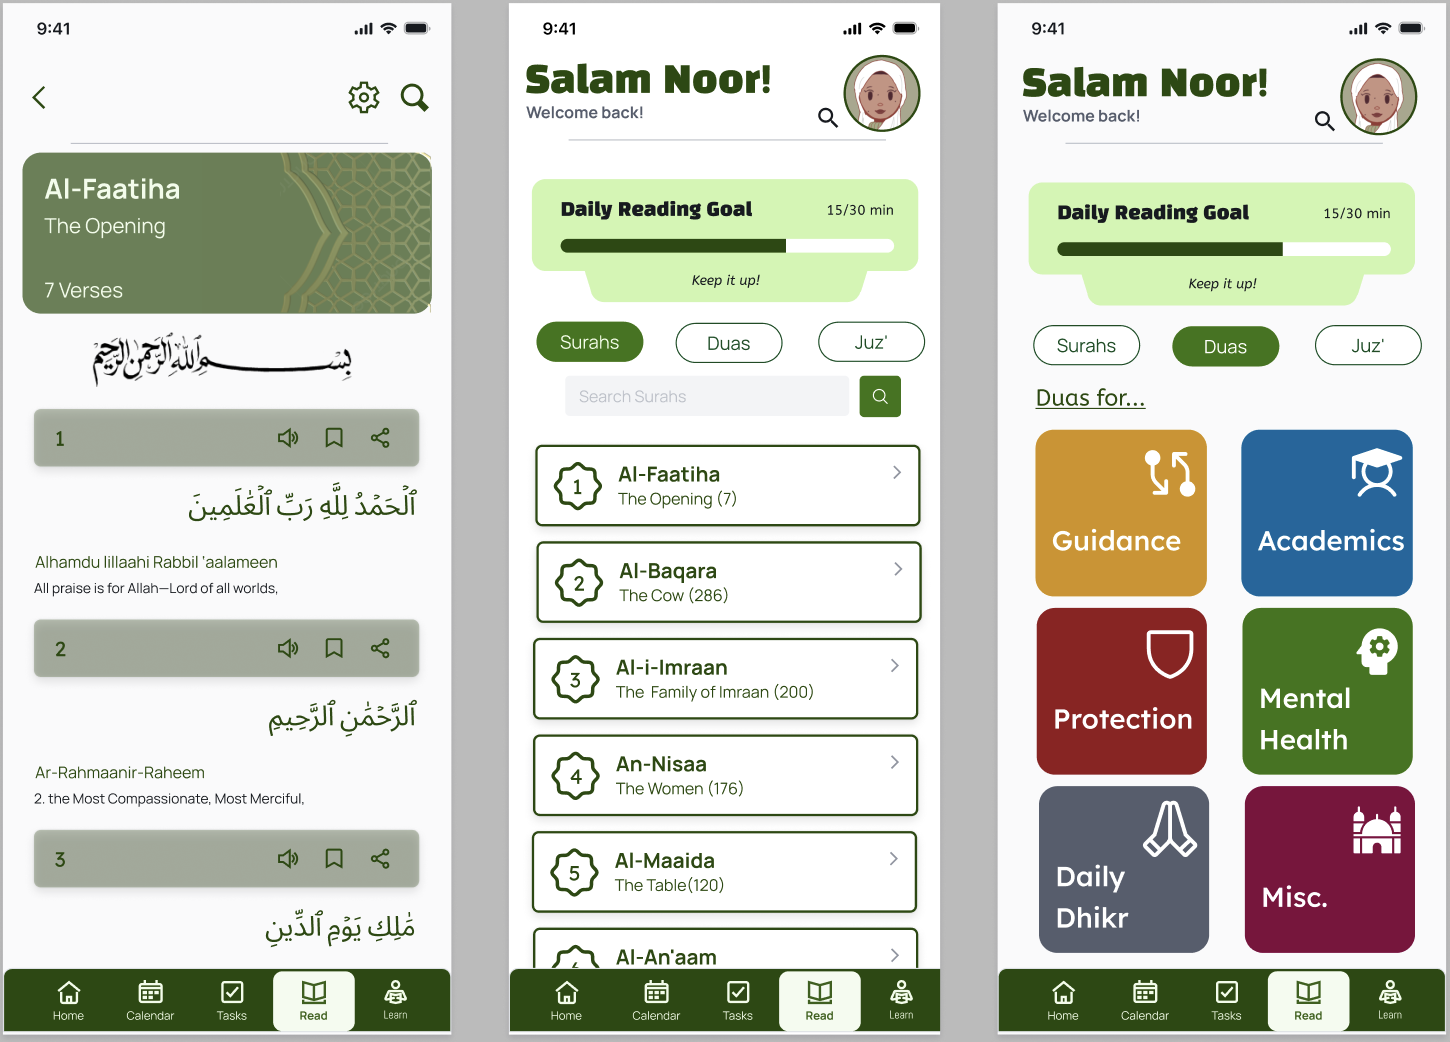 9:41
Al-Faatiha
The Opening
7 Verses
بِسْمِ ٱللَّهِ ٱلرَّحْمَٰنِ ٱلرَّحِيمِ
1
ٱلْحَمْدُ لِلَّهِ رَبِّ ٱلْعَٰلَمِينَ
Alhamdu lillaahi Rabbil 'aalameen
All praise is for Allah—Lord of all worlds,
2
ٱلرَّحْمَٰنِ ٱلرَّحِيمِ
Ar-Rahmaanir-Raheem
2. the Most Compassionate, Most Merciful,
3
مَٰلِكِ يَوْمِ ٱلدِّينِ
Home Calendar Tasks Read Learn
9:41
Salam Noor!
Welcome back!
Daily Reading Goal 15/30 min
Keep it up!
Surahs Duas Juz'
Search Surahs
1 Al-Faatiha
The Opening (7)
2 Al-Baqara
The Cow (286)
3 Al-i-Imraan
The Family of Imraan (200)
4 An-Nisaa
The Women (176)
5 Al-Maaida
The Table(120)
Al-An'aam
Home Calendar Tasks Read Learn
9:41
Salam Noor!
Welcome back!
Daily Reading Goal 15/30 min
Keep it up!
Surahs Duas Juz'
Duas for...
Guidance Academics
Protection Mental
Health
Daily
Dhikr Misc.
Home Calendar Tasks Read Learn